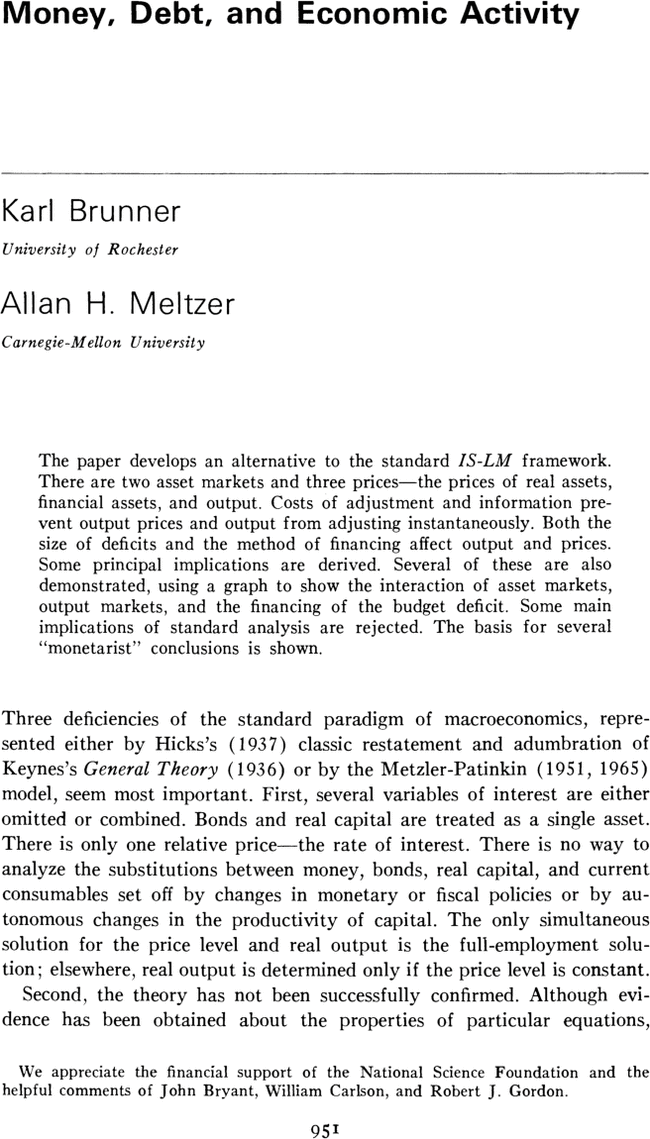 Money, Debt, and Economic Activity
Karl Brunner
University of Rochester
Allan H. Meltzer
Carnegie-Mellon University
The paper develops an alternative to the standard IS-LM framework.
There are two asset markets and three prices—the prices of real assets,
financial assets, and output. Costs of adjustment and information pre-
vent output prices and output from adjusting instantaneously. Both the
size of deficits and the method of financing affect output and prices.
Some principal implications are derived. Several of these are also
demonstrated, using a graph to show the interaction of asset markets,
output markets, and the financing of the budget deficit. Some main
implications of standard analysis are rejected. The basis for several
“monetarist” conclusions is shown.
Three deficiencies of the standard paradigm of macroeconomics, repre-
sented either by Hicks's (1937) classic restatement and adumbration of
Keynes's General Theory (1936) or by the Metzler-Patinkin (1951, 1965)
model, seem most important. First, several variables of interest are either
omitted or combined. Bonds and real capital are treated as a single asset.
There is only one relative price—the rate of interest. There is no way to
analyze the substitutions between money, bonds, real capital, and current
consumables set off by changes in monetary or fiscal policies or by au-
tonomous changes in the productivity of capital. The only simultaneous
solution for the price level and real output is the full-employment solu-
tion; elsewhere, real output is determined only if the price level is constant.
Second, the theory has not been successfully confirmed. Although evi-
dence has been obtained about the properties of particular equations,
We appreciate the financial support of the National Science Foundation and the
helpful comments of John Bryant, William Carlson, and Robert J. Gordon.
951